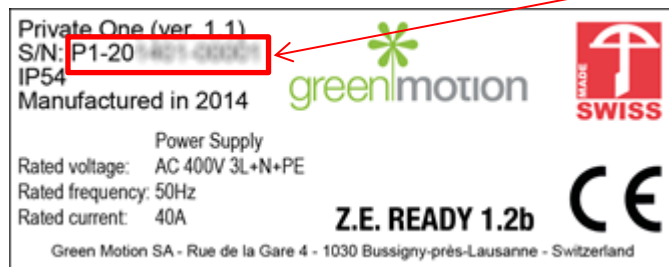 Private One (ver. 1.1)
S/N: P1-20
IP54
Manufactured in 2014
greenmotion
MADE
SWISS
Power Supply
Rated voltage: AC 400V 3L+N+PE
Rated frequency: 50Hz
Rated current: 40A
Z.E. READY 1.2b
CE
Green Motion SA - Rue de la Gare 4 - 1030 Bussigny-près-Lausanne - Switzerland